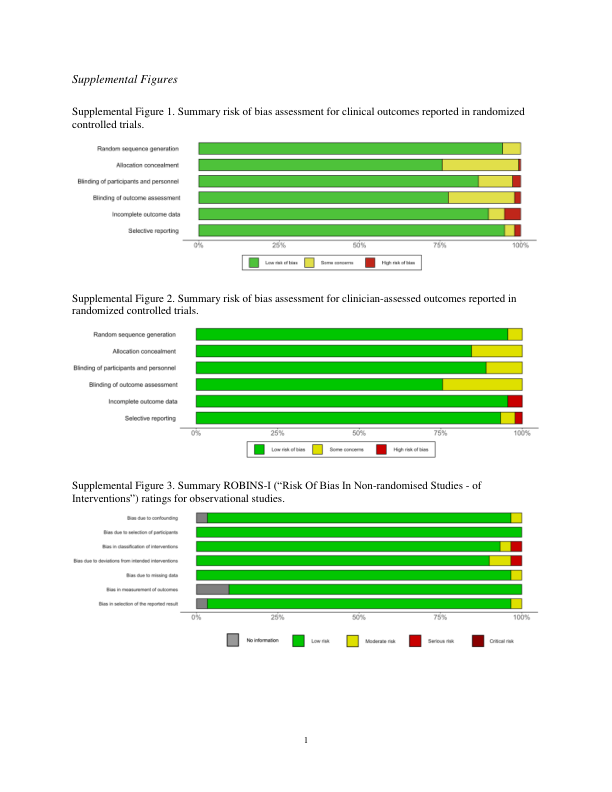 Supplemental Figures
Supplemental Figure 1. Summary risk of bias assessment for clinical outcomes reported in randomized
controlled trials.
Random sequence generation
Allocation concealment
Blinding of participants and personnel
Blinding of outcome assessment
Incomplete outcome data
Selective reporting
0% 25% 50% 75% 100%
Low risk of bias Some concerns High risk of bias
Supplemental Figure 2. Summary risk of bias assessment for clinician-assessed outcomes reported in
randomized controlled trials.
Random sequence generation
Allocation concealment
Blinding of participants and personnel
Blinding of outcome assessment
Incomplete outcome data
Selective reporting
0% 25% 50% 75% 100%
Low risk of bias Some concerns High risk of bias
Supplemental Figure 3. Summary ROBINS-I (“Risk Of Bias In Non-randomised Studies - of
Interventions”) ratings for observational studies.
Bias due to confounding
Bias due to selection of participants
Bias in classification of interventions
Bias due to deviations from intended interventions
Bias due to missing data
Bias in measurement of outcomes
Bias in selection of the reported result
0% 25% 50% 75% 100%
No information Low risk Moderate risk Serious risk Critical risk
1